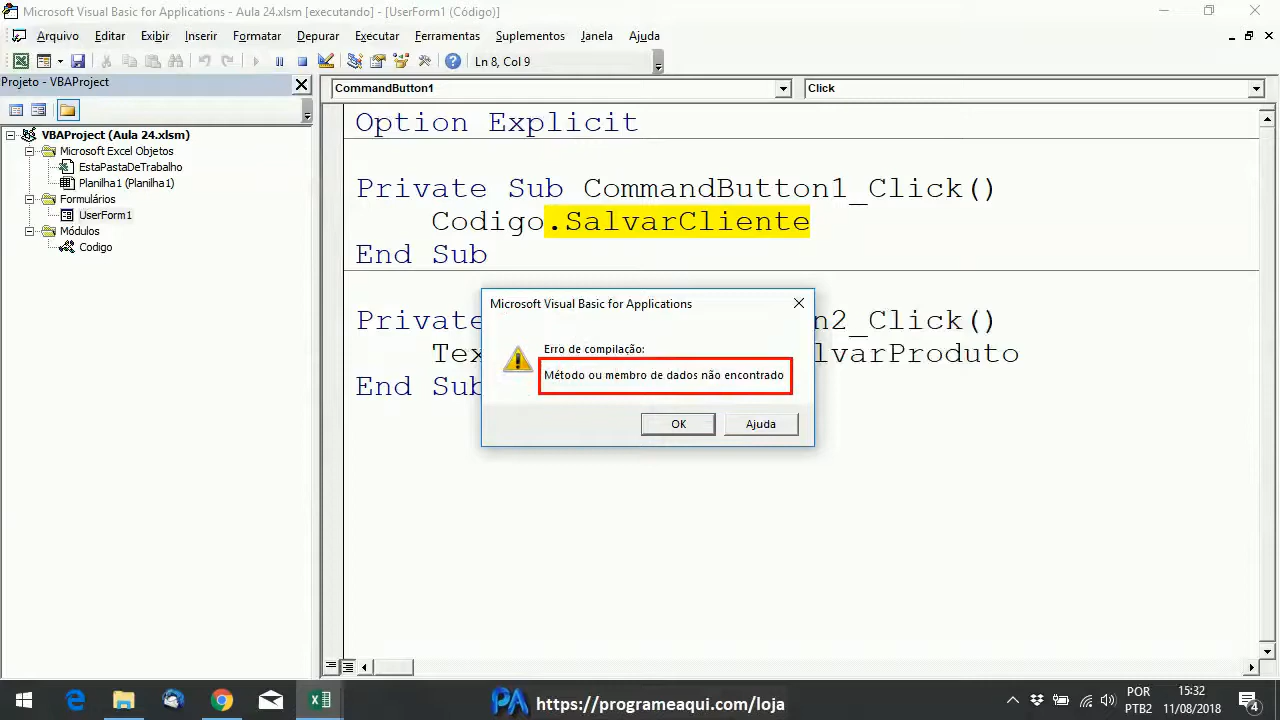 Microsoft Visual Basic for Applications - Aula 24.xlsm [executando] - [UserForm1 (Código)]
Arquivo Editar Exibir Inserir Formatar Depurar Executar Ferramentas Suplementos Janela Ajuda
Ln 8, Col 9
Projeto - VBAProject
CommandButton1 Click
VBAProject (Aula 24.xlsm)
Microsoft Excel Objetos
EstaPastaDeTrabalho
Planilha1 (Planilha1)
Formulários
UserForm1
Módulos
Codigo
Option Explicit
Private Sub CommandButton1_Click()
Codigo.SalvarCliente
End Sub
Private n2_Click()
Tex lvarProduto
End Sub
Microsoft Visual Basic for Applications
Erro de compilação:
Método ou membro de dados não encontrado
OK Ajuda
PA https://programeaqui.com/loja
POR
PTB2
15:32
11/08/2018
4